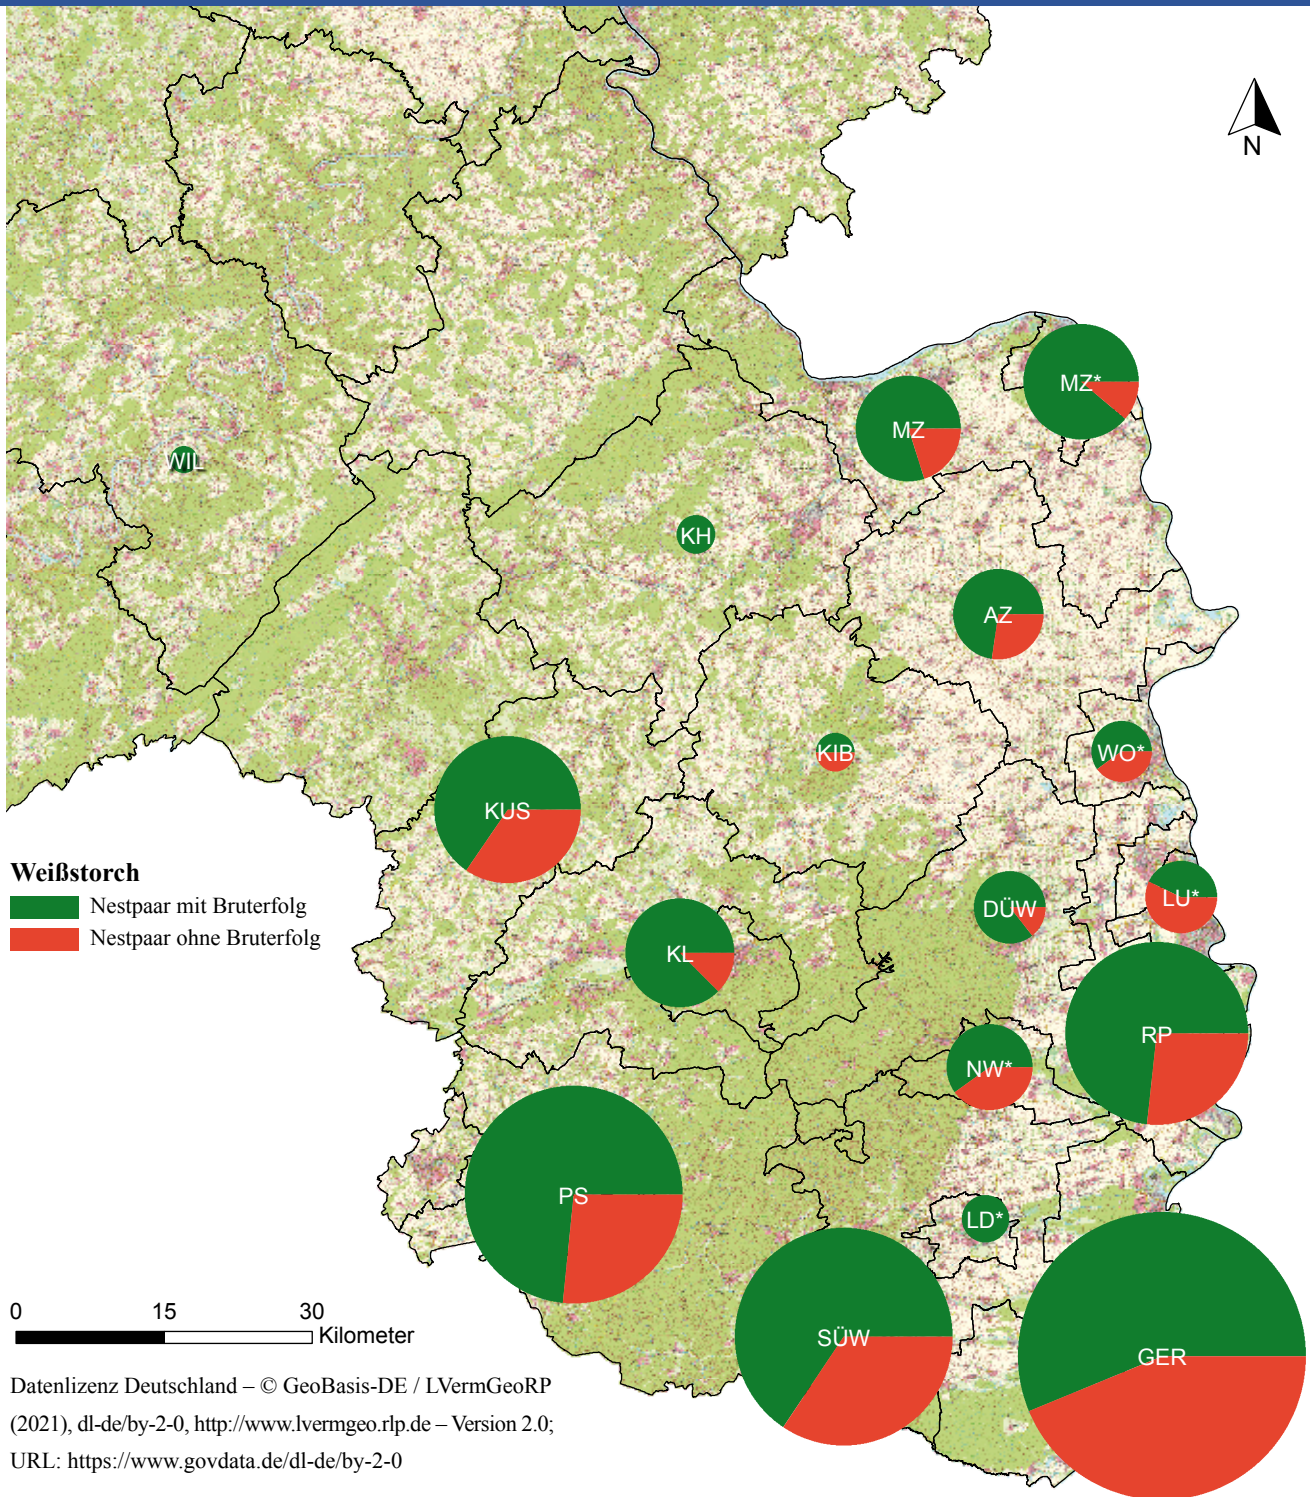 N
MZ*
MZ
WIL
KH
AZ
KIB
WO*
KUS
Weißstorch
Nestpaar mit Bruterfolg
Nestpaar ohne Bruterfolg
DÜW
LU*
KL
RP
NW*
PS
LD*
SÜW
GER
0 15 30
Kilometer
Datenlizenz Deutschland – © GeoBasis-DE / LVermGeoRP
(2021), dl-de/by-2-0, http://www.lvermgeo.rlp.de – Version 2.0;
URL: https://www.govdata.de/dl-de/by-2-0